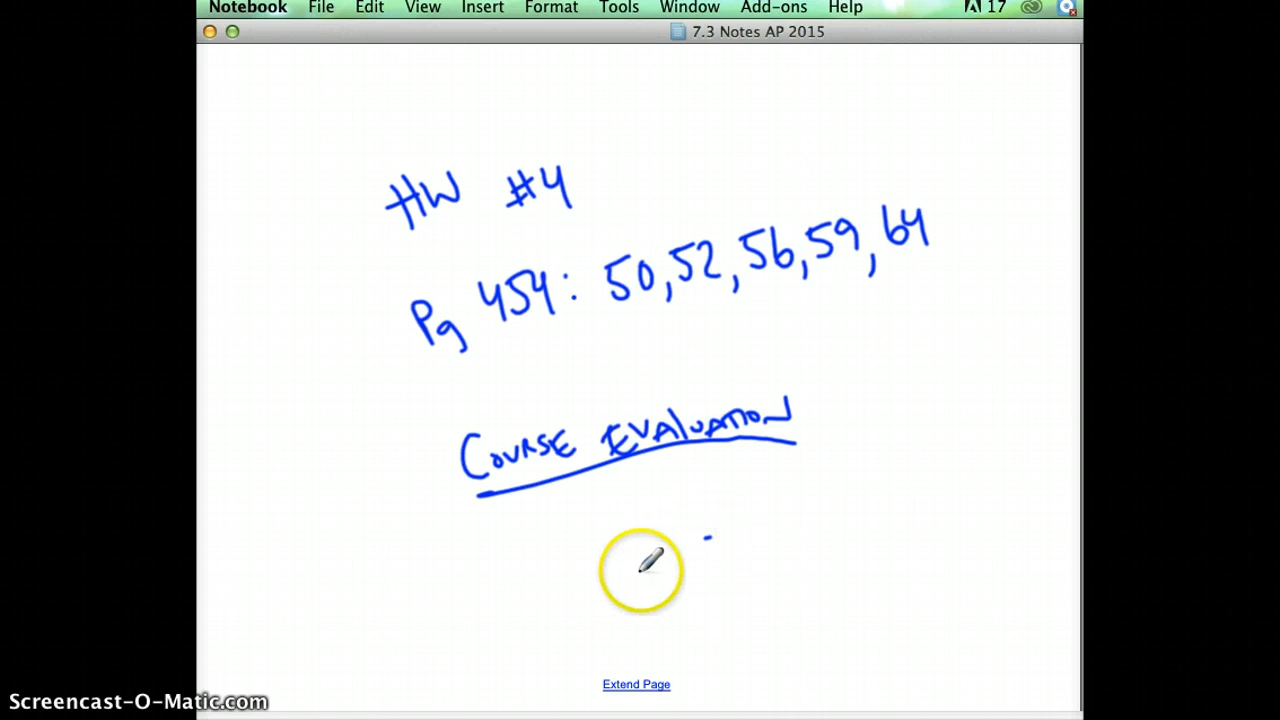 Notebook File Edit View Insert Format Tools Window Add-ons Help 17
7.3 Notes AP 2015
HW #4
Pg 454: 50, 52, 56, 59, 64
COURSE EVALUATION
Extend Page
Screencast-O-Matic.com